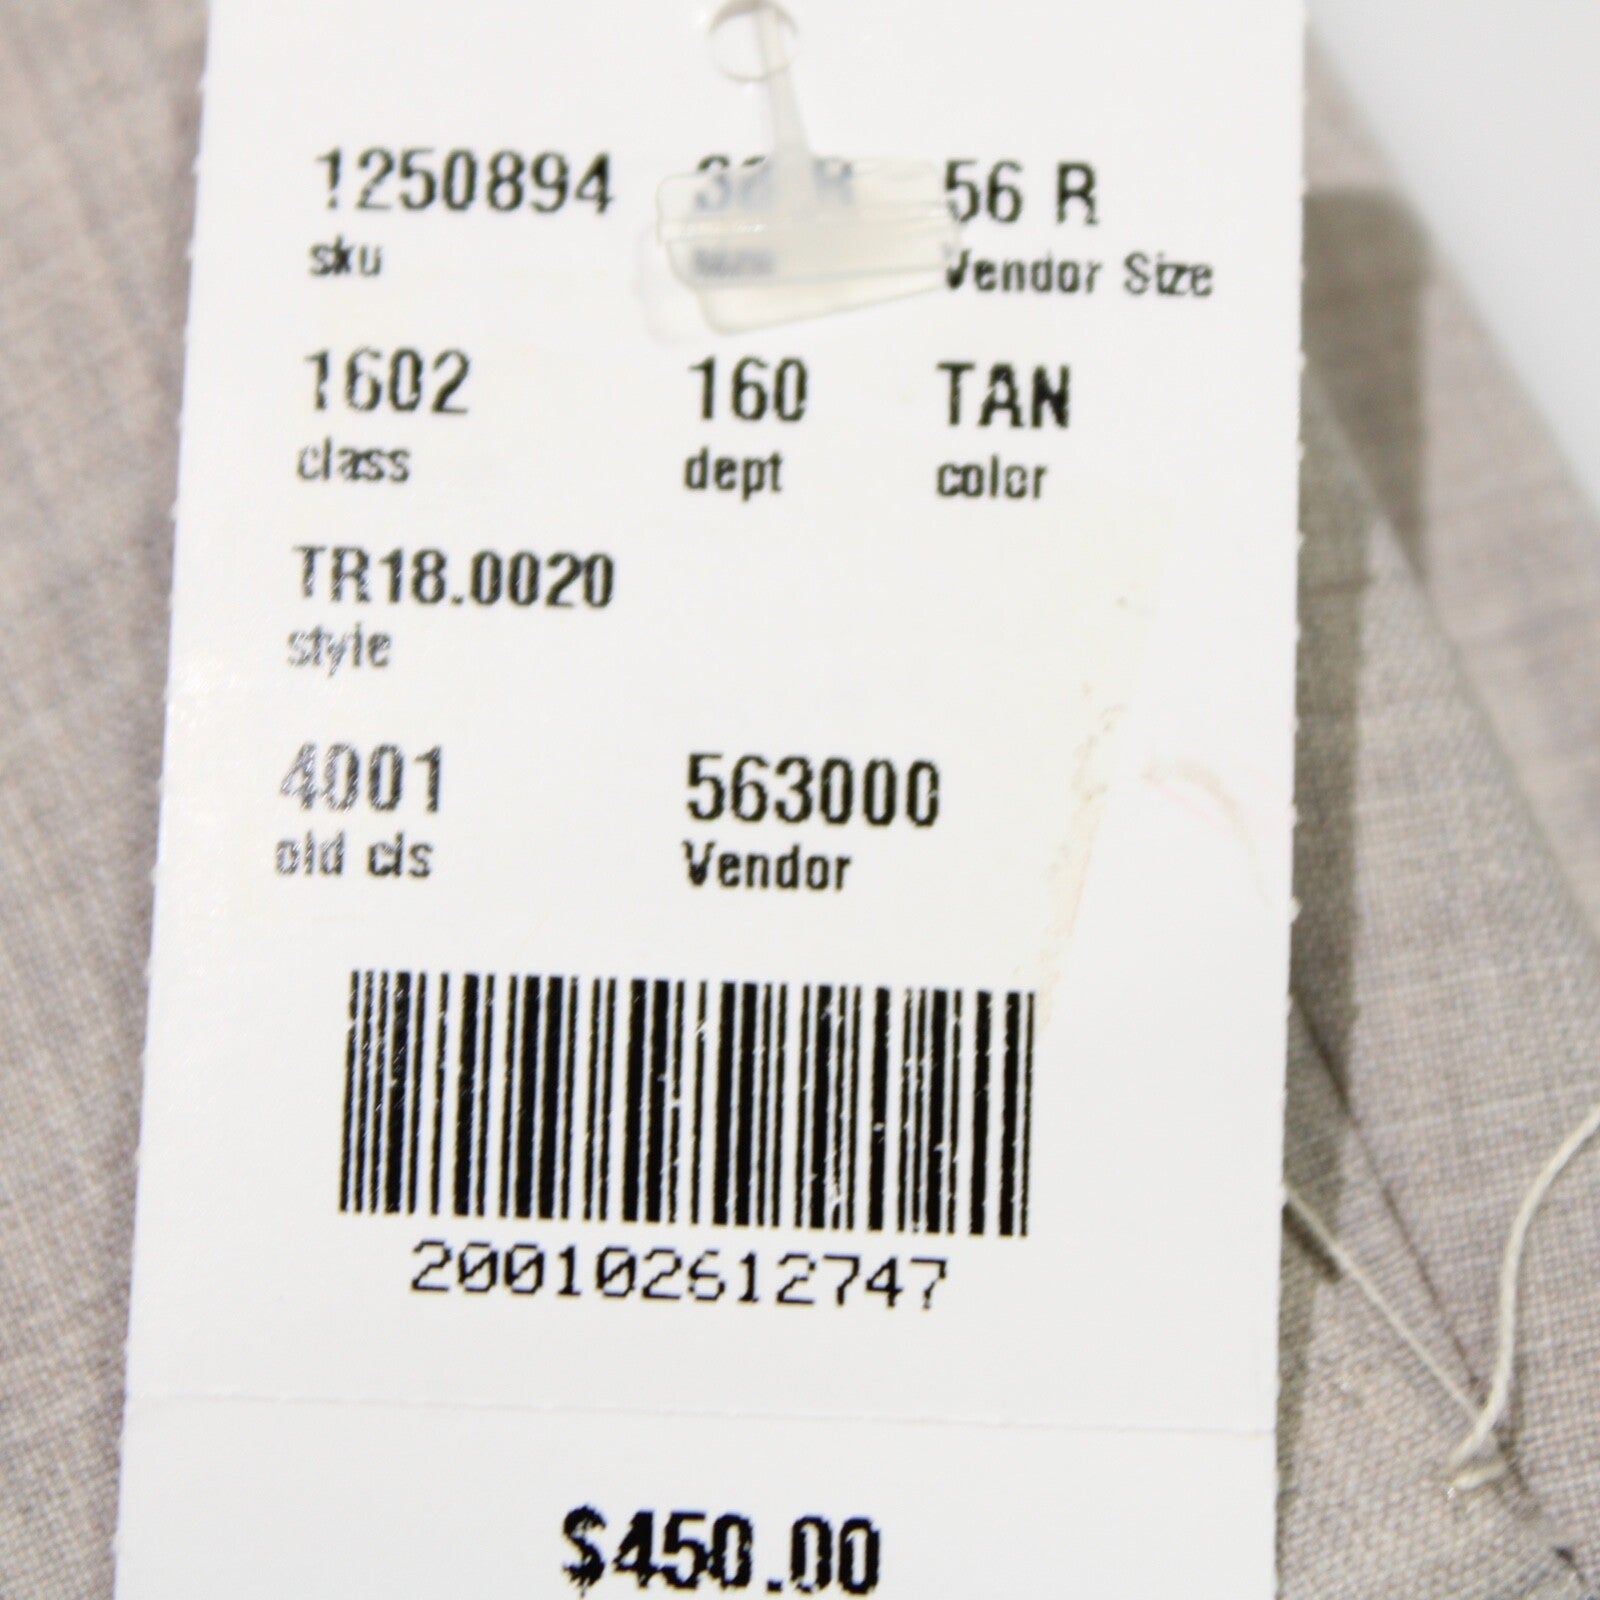 1250894 56 R
sku Vendor Size
1602 160 TAN
class dept color
TR18.0020
style
4001 563000
old cls Vendor
200102612747
$450.00